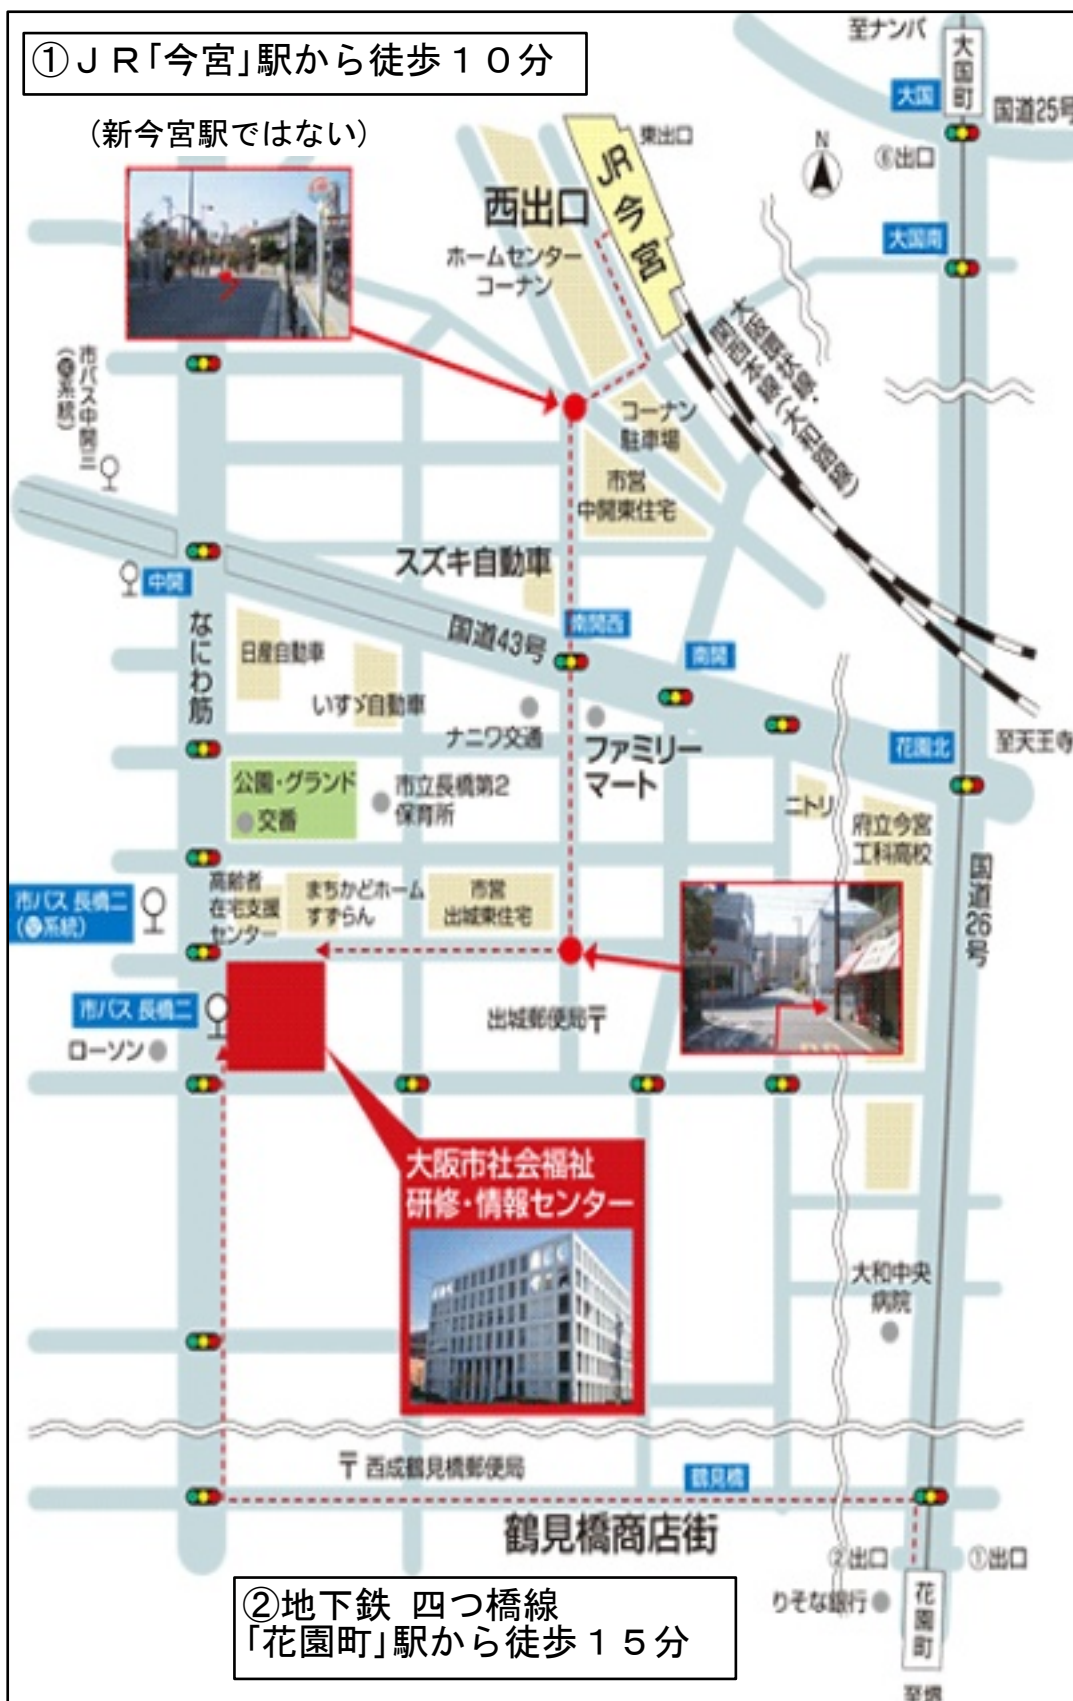 ①ＪＲ｢今宮｣駅から徒歩１０分
(新今宮駅ではない)
至ナンバ
大国町
大国
国道25号
⑥出口
東出口
JR今宮
N
西出口
大国南
ホームセンター
コーナン
大阪環状線・
関西本線(大和路線)
市バス中開三
コーナン
駐車場
市営
中開東住宅
スズキ自動車
中開
国道43号
南開西
南開
なにわ筋
日産自動車
いすゞ自動車
ナニワ交通
ファミリー
マート
花園北
至天王寺
公園・グランド
交番
市立長橋第2
保育所
ニトリ
府立今宮
工科高校
国道26号
高齢者
在宅支援
センター
まちかどホーム
すずらん
市営
出城東住宅
市バス 長橋二
市バス 長橋二
ローソン
出城郵便局〒
大阪市社会福祉
研修・情報センター
大和中央
病院
〒西成鶴見橋郵便局
鶴見橋
鶴見橋商店街
②出口
①出口
りそな銀行
花園町
至堺
②地下鉄 四つ橋線
｢花園町｣駅から徒歩１５分